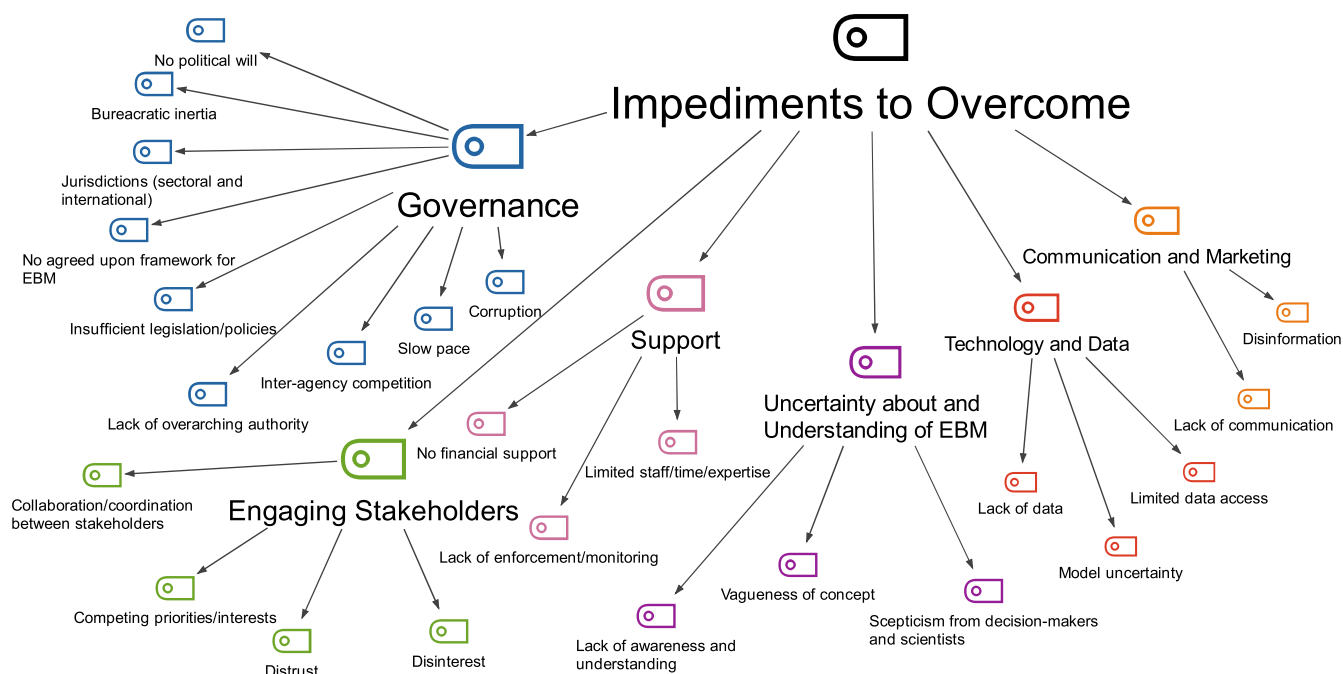 Impediments to Overcome
No political will
Bureacratic inertia
Jurisdictions (sectoral and
international)
No agreed upon framework for
EBM
Insufficient legislation/policies
Lack of overarching authority
Governance
Inter-agency competition
Slow pace
Corruption
Engaging Stakeholders
Collaboration/coordination
between stakeholders
Competing priorities/interests
Distrust
Disinterest
Support
No financial support
Lack of enforcement/monitoring
Limited staff/time/expertise
Uncertainty about and
Understanding of EBM
Lack of awareness and
understanding
Vagueness of concept
Scepticism from decision-makers
and scientists
Technology and Data
Lack of data
Model uncertainty
Limited data access
Communication and Marketing
Lack of communication
Disinformation